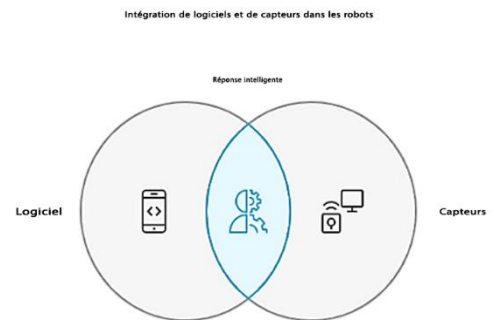 Intégration de logiciels et de capteurs dans les robots
Réponse intelligente
Logiciel
Capteurs